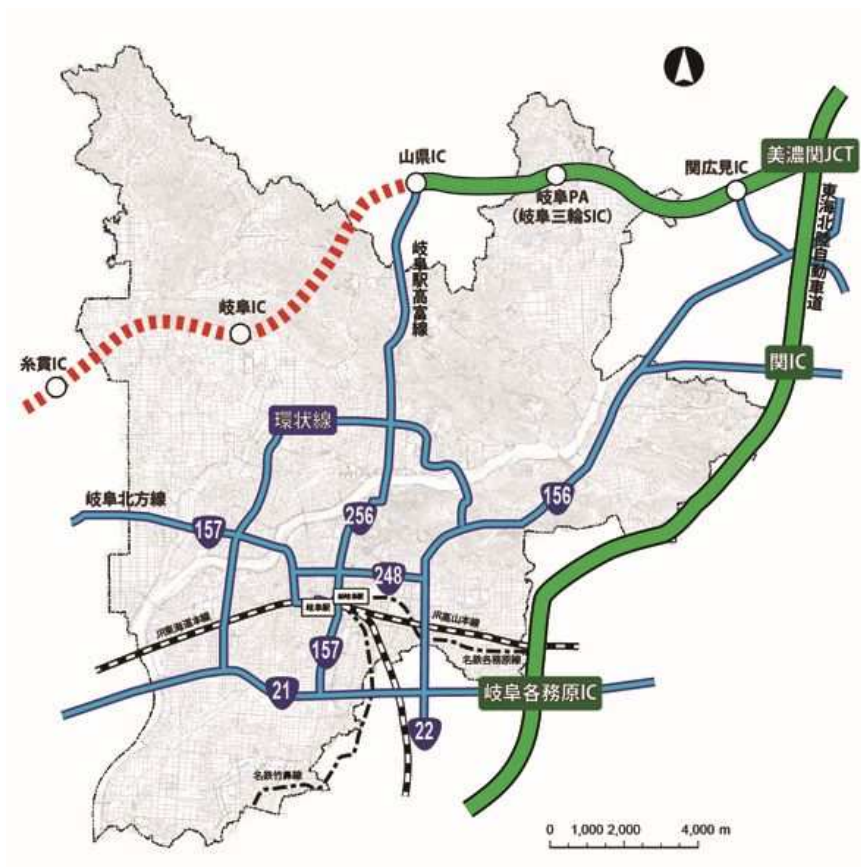 山県IC
関広見IC
美濃関JCT
岐阜PA
(岐阜三輪SIC)
東海北陸自動車道
岐阜駅高富線
岐阜IC
糸貫IC
関IC
環状線
岐阜北方線
156
256
157
248
岐阜駅
JR東海道本線
JR高山本線
157
名鉄各務原線
21
岐阜各務原IC
22
名鉄竹鼻線
0 1,000 2,000 4,000 m